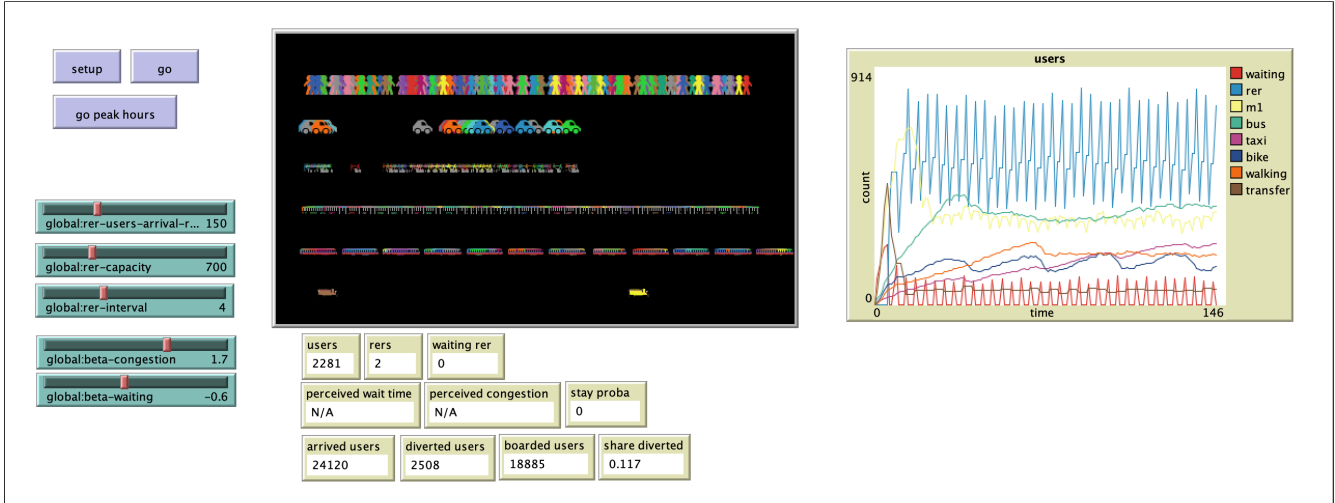 setup
go
go peak hours
global:rer-users-arrival-r... 150
global:rer-capacity 700
global:rer-interval 4
global:beta-congestion 1.7
global:beta-waiting -0.6
users
2281
rers
2
waiting rer
0
perceived wait time
N/A
perceived congestion
N/A
stay proba
0
arrived users
24120
diverted users
2508
boarded users
18885
share diverted
0.117
users
914
count
0
0
time
146
waiting
rer
m1
bus
taxi
bike
walking
transfer